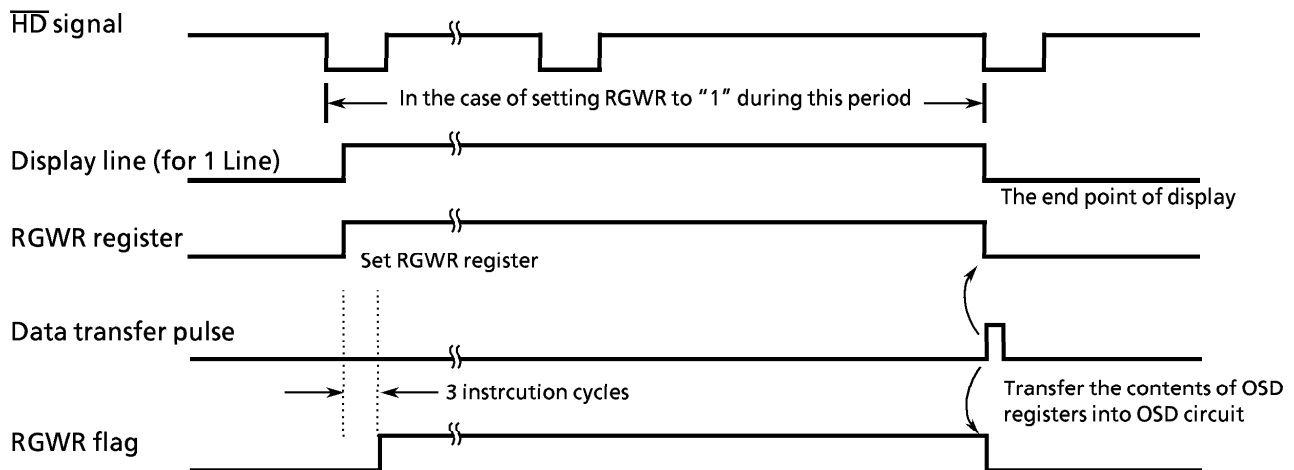 HD signal
In the case of setting RGWR to “1” during this period
Display line (for 1 Line)
The end point of display
RGWR register
Set RGWR register
Data transfer pulse
3 instrcution cycles
Transfer the contents of OSD
registers into OSD circuit
RGWR flag